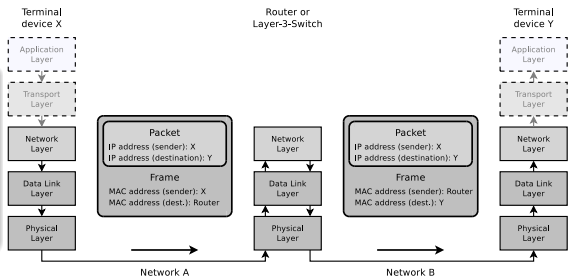 Terminal
device X
Router or
Layer-3-Switch
Terminal
device Y
Application
Layer
Transport
Layer
Network
Layer
Data Link
Layer
Physical
Layer
Packet
IP address (sender): X
IP address (destination): Y
Frame
MAC address (sender): X
MAC address (dest.): Router
Network
Layer
Data Link
Layer
Physical
Layer
Packet
IP address (sender): X
IP address (destination): Y
Frame
MAC address (sender): Router
MAC address (dest.): Y
Application
Layer
Transport
Layer
Network
Layer
Data Link
Layer
Physical
Layer
Network A
Network B